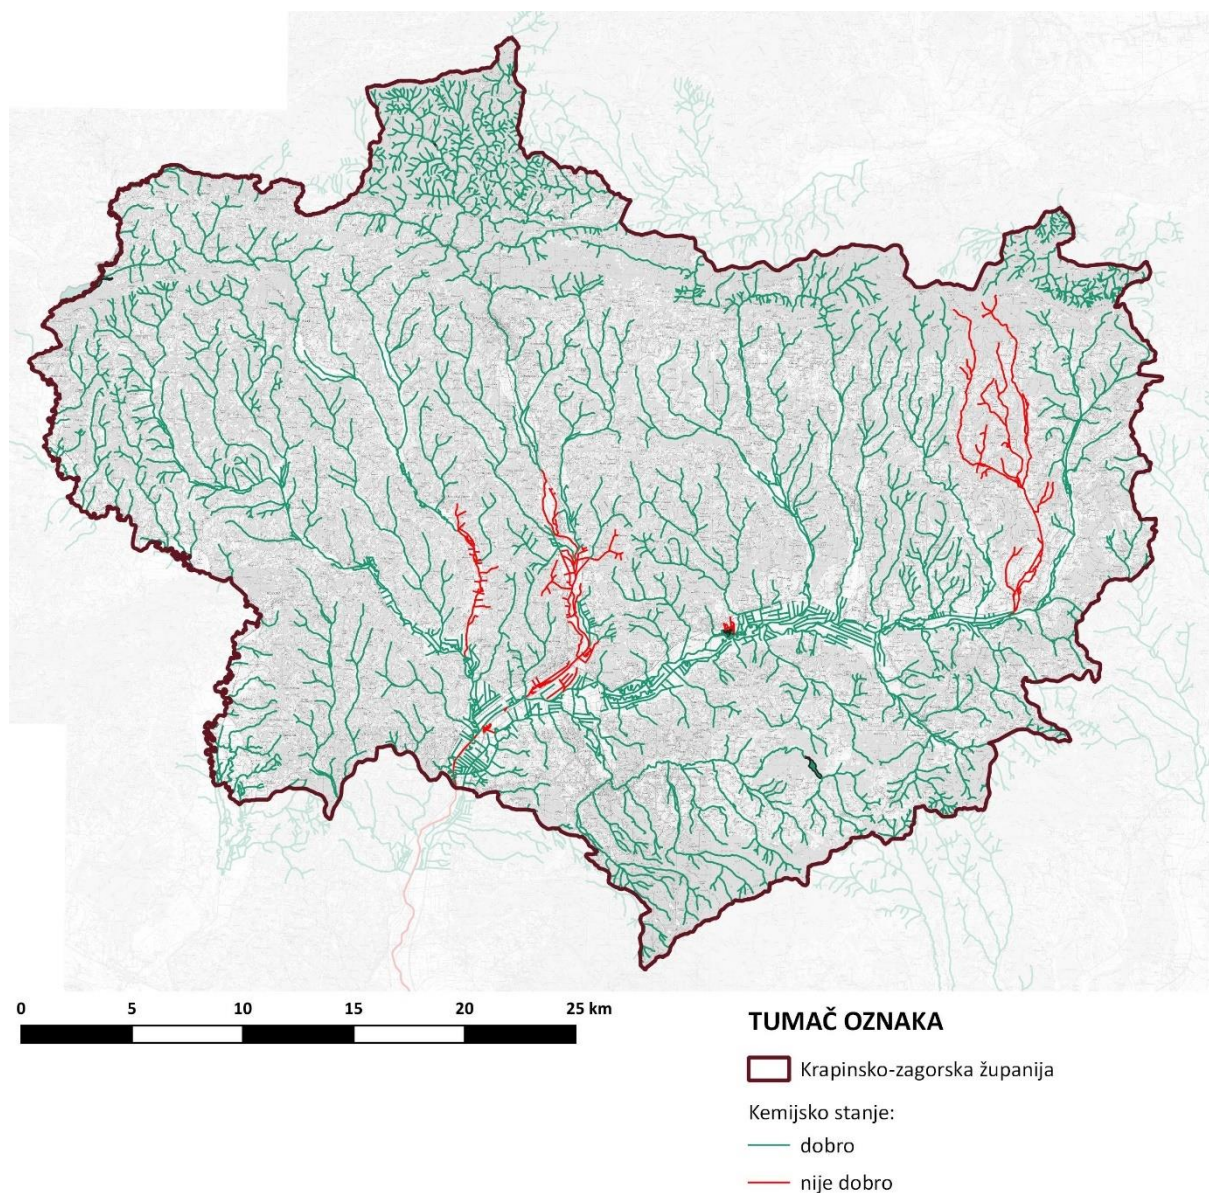 0 5 10 15 20 25 km
TUMAČ OZNAKA
Krapinsko-zagorska županija
Kemijsko stanje:
dobro
nije dobro